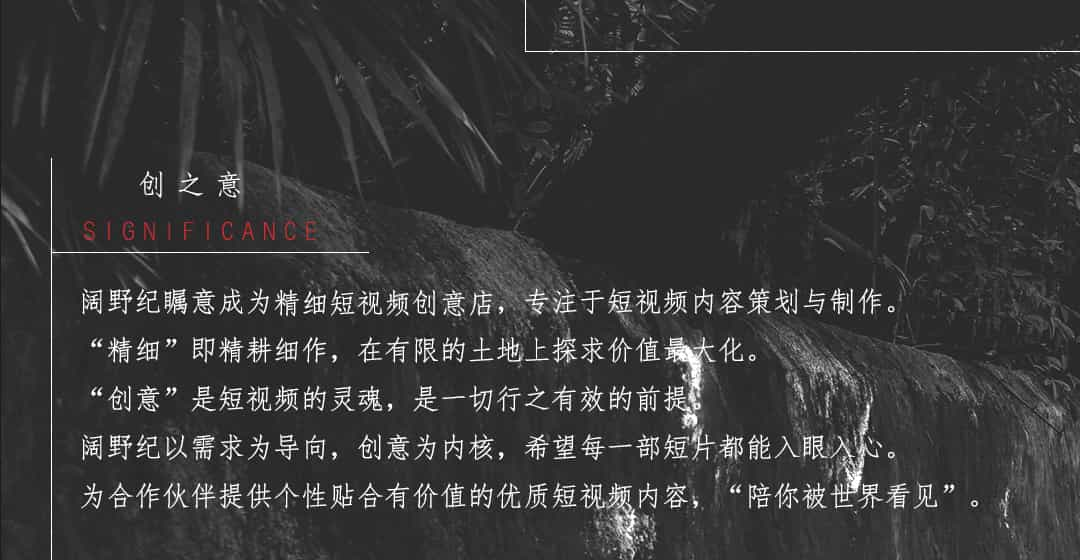 创之意
SIGNIFICANCE
阔野纪瞩意成为精细短视频创意店，专注于短视频内容策划与制作。
“精细”即精耕细作，在有限的土地上探求价值最大化。
“创意”是短视频的灵魂，是一切行之有效的前提。
阔野纪以需求为导向，创意为内核，希望每一部短片都能入眼入心。
为合作伙伴提供个性贴合有价值的优质短视频内容，“陪你被世界看见”。